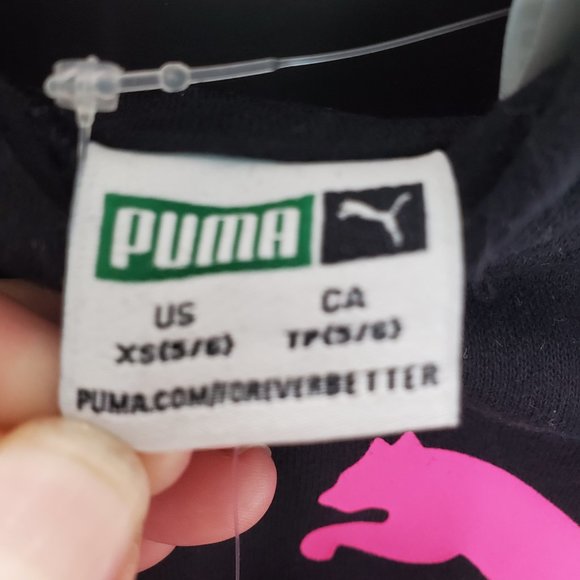 PUMA
US CA
XS(5/6) TP(5/6)
PUMA.COM/FOREVERBETTER